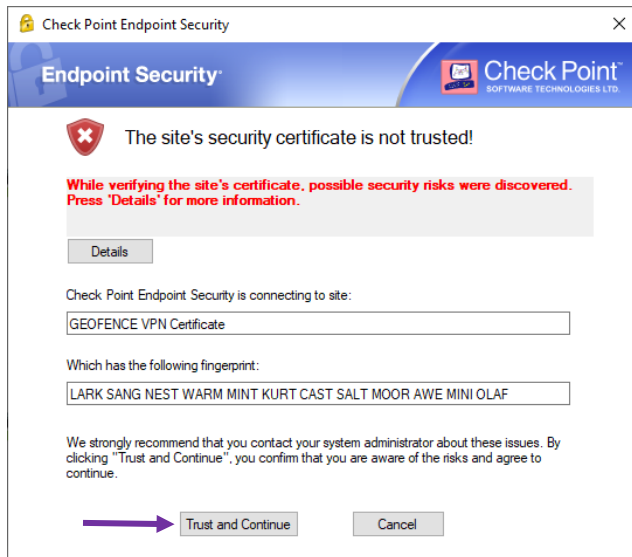 Check Point Endpoint Security
Endpoint Security
Check Point™
SOFTWARE TECHNOLOGIES LTD.
The site's security certificate is not trusted!
While verifying the site's certificate, possible security risks were discovered.
Press 'Details' for more information.
Details
Check Point Endpoint Security is connecting to site:
GEOFENCE VPN Certificate
Which has the following fingerprint:
LARK SANG NEST WARM MINT KURT CAST SALT MOOR AWE MINI OLAF
We strongly recommend that you contact your system administrator about these issues. By
clicking "Trust and Continue", you confirm that you are aware of the risks and agree to
continue.
Trust and Continue
Cancel